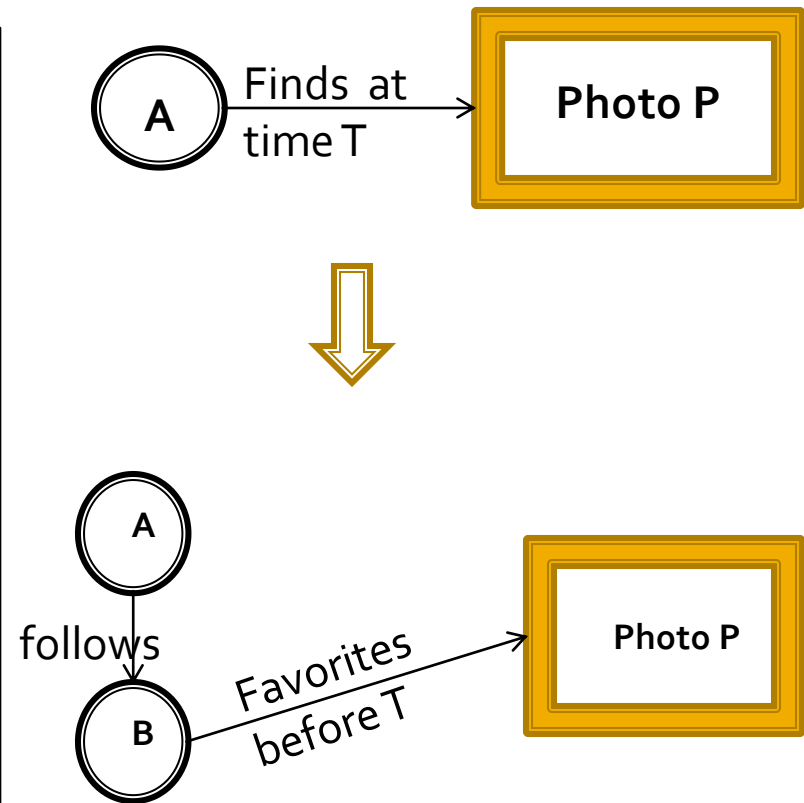 A
Finds at
time T
Photo P
A
follows
B
Favorites
before T
Photo P